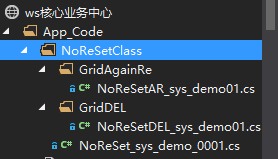 ws核心业务中心
App_Code
NoReSetClass
GridAgainRe
C# NoReSetAR_sys_demo01.cs
GridDEL
C# NoReSetDEL_sys_demo01.cs
C# NoReSet_sys_demo_0001.cs